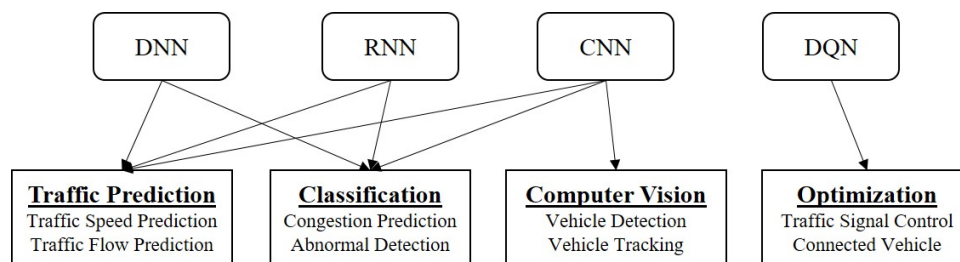 DNN
RNN
CNN
DQN
Traffic Prediction
Traffic Speed Prediction
Traffic Flow Prediction
Classification
Congestion Prediction
Abnormal Detection
Computer Vision
Vehicle Detection
Vehicle Tracking
Optimization
Traffic Signal Control
Connected Vehicle